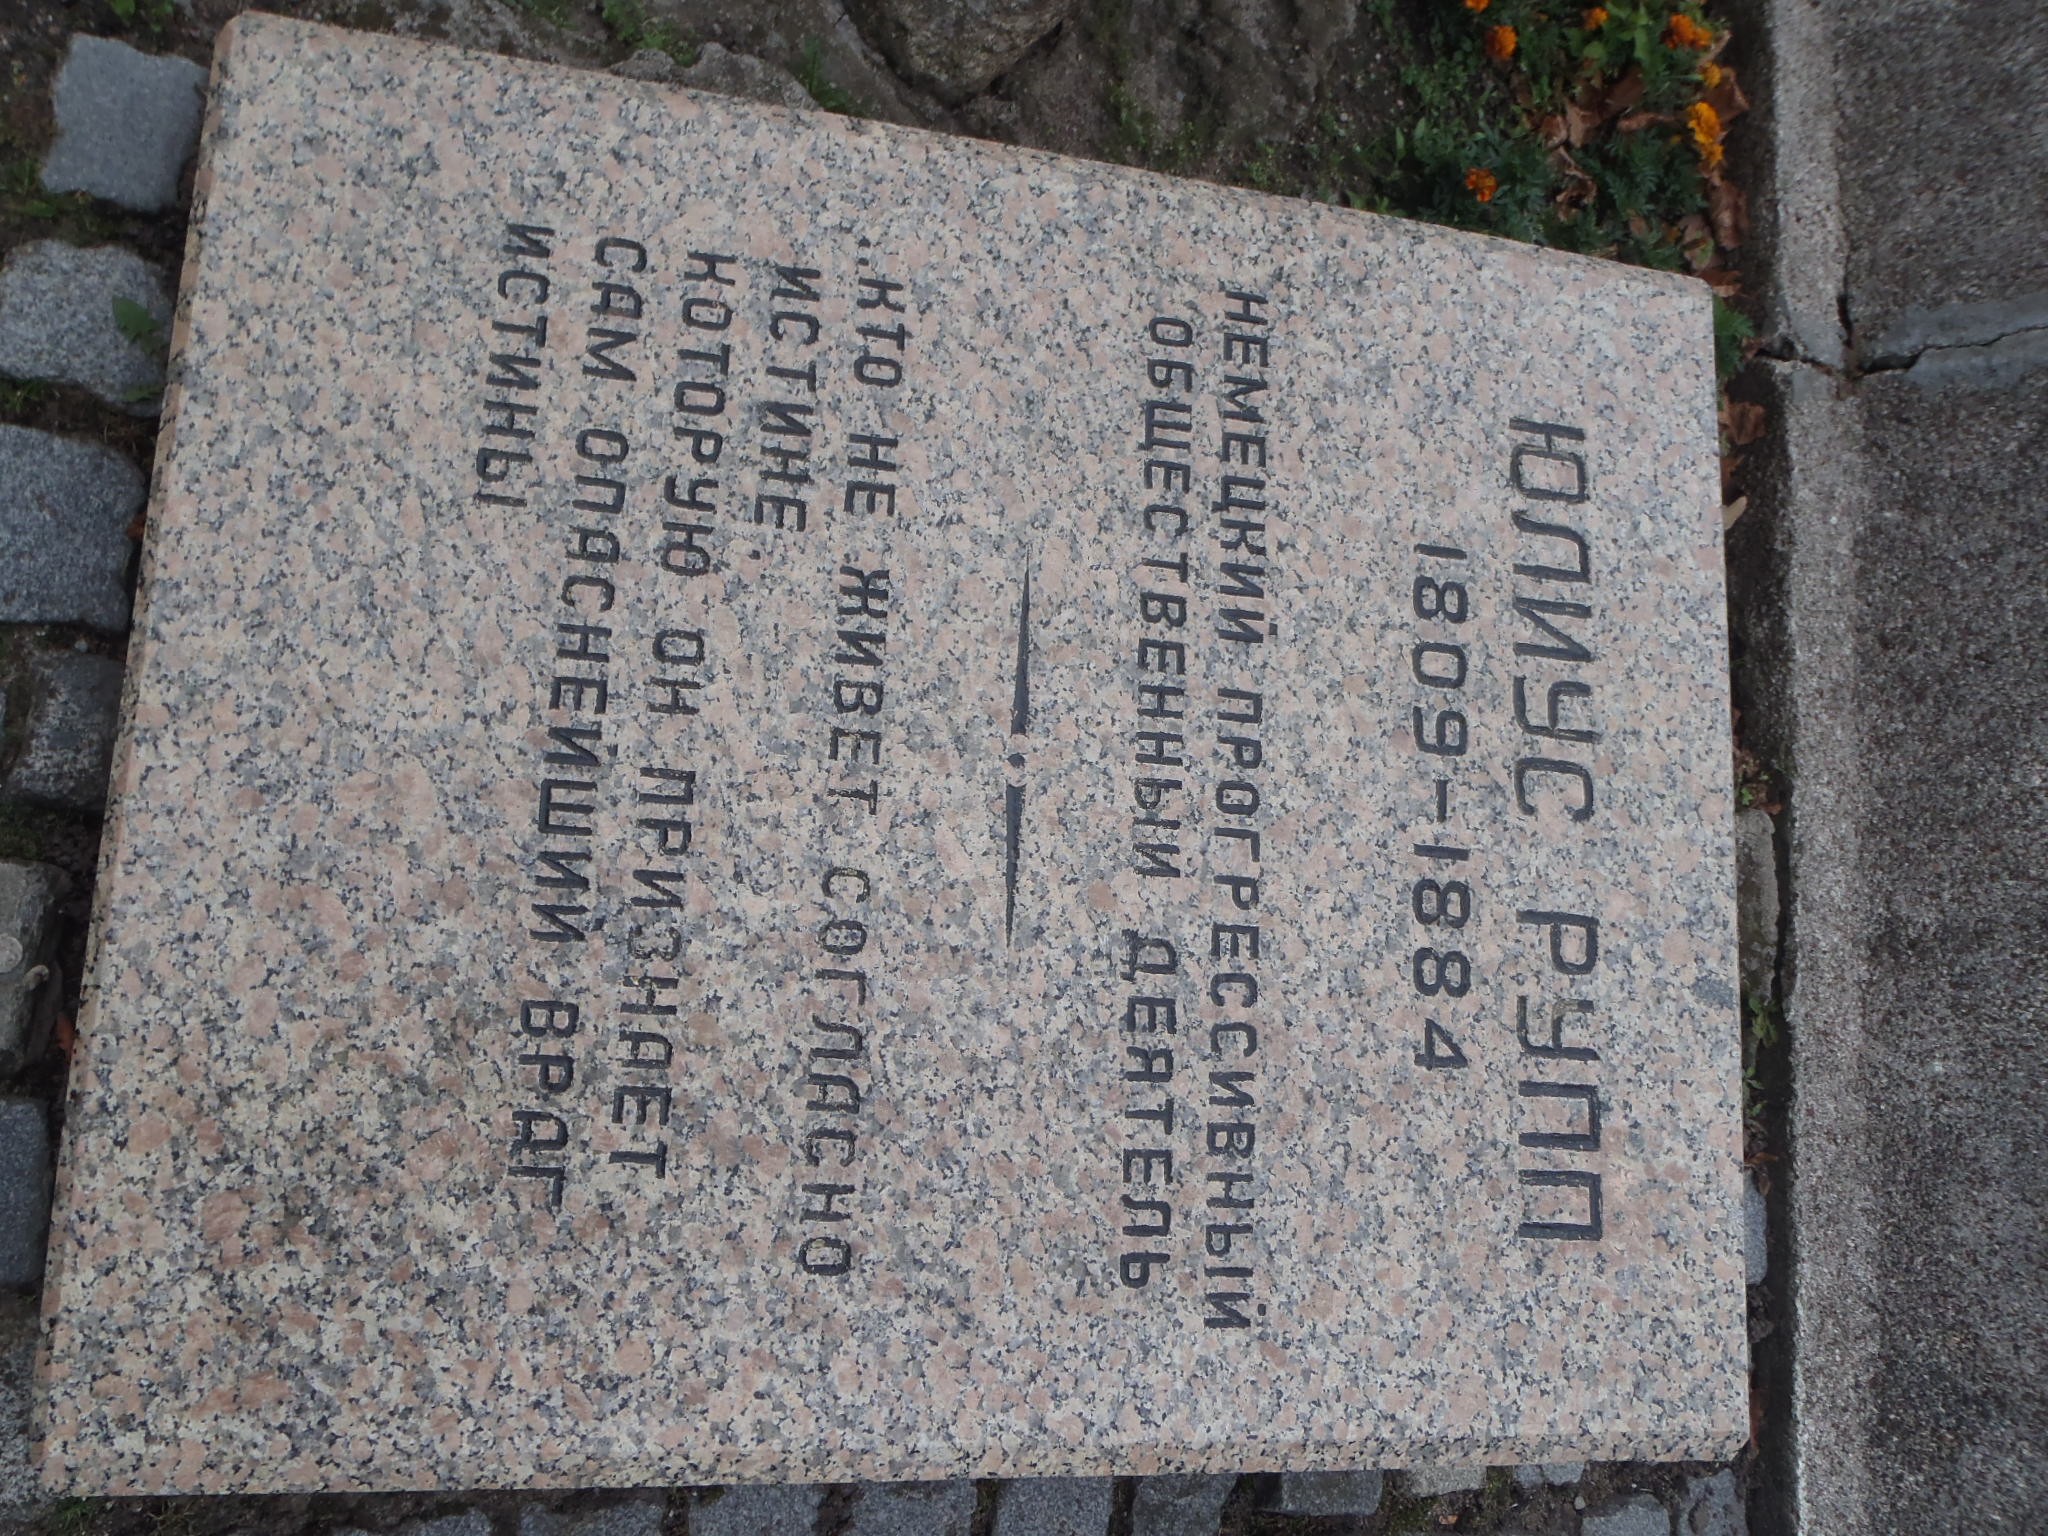 ЮЛИУС РУПП
1809–1884
НЕМЕЦКИЙ ПРОГРЕССИВНЫЙ
ОБЩЕСТВЕННЫЙ ДЕЯТЕЛЬ
...КТО НЕ ЖИВЕТ СОГЛАСНО
ИСТИНЕ,
КОТОРУЮ ОН ПРИЗНАЕТ
САМ ОПАСНЕЙШИЙ ВРАГ
ИСТИНЫ